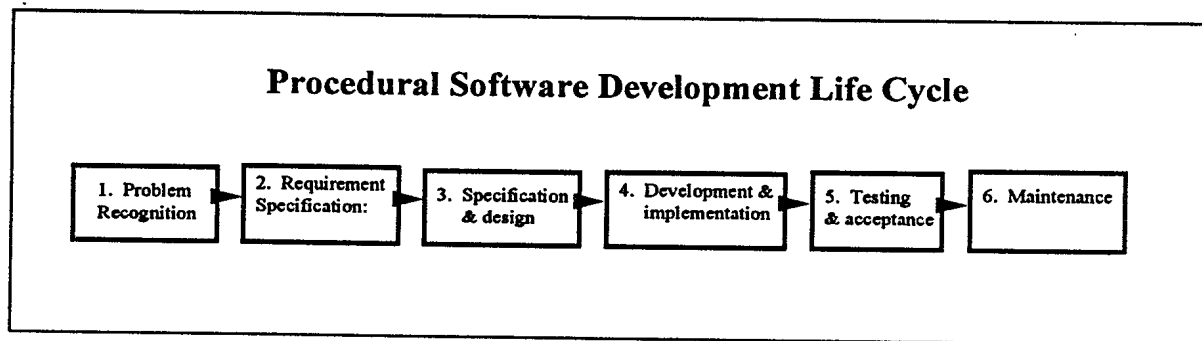 Procedural Software Development Life Cycle
1. Problem
Recognition
2. Requirement
Specification:
3. Specification
& design
4. Development &
implementation
5. Testing
& acceptance
6. Maintenance